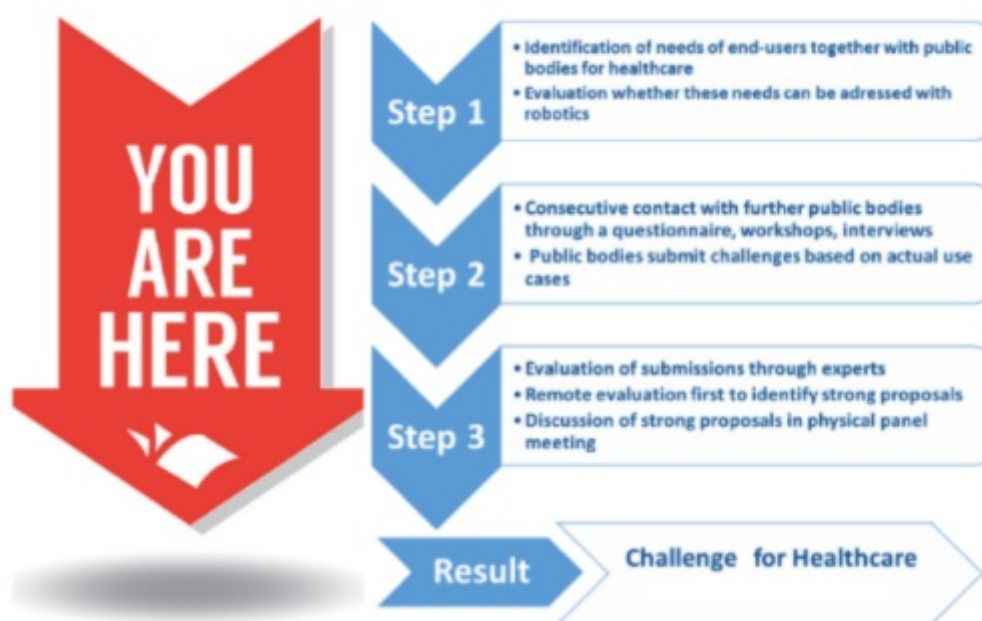 YOU
ARE
HERE
Step 1
• Identification of needs of end-users together with public
bodies for healthcare
• Evaluation whether these needs can be adressed with
robotics
Step 2
• Consecutive contact with further public bodies
through a questionnaire, workshops, interviews
• Public bodies submit challenges based on actual use
cases
Step 3
• Evaluation of submissions through experts
• Remote evaluation first to identify strong proposals
• Discussion of strong proposals in physical panel
meeting
Result
Challenge for Healthcare